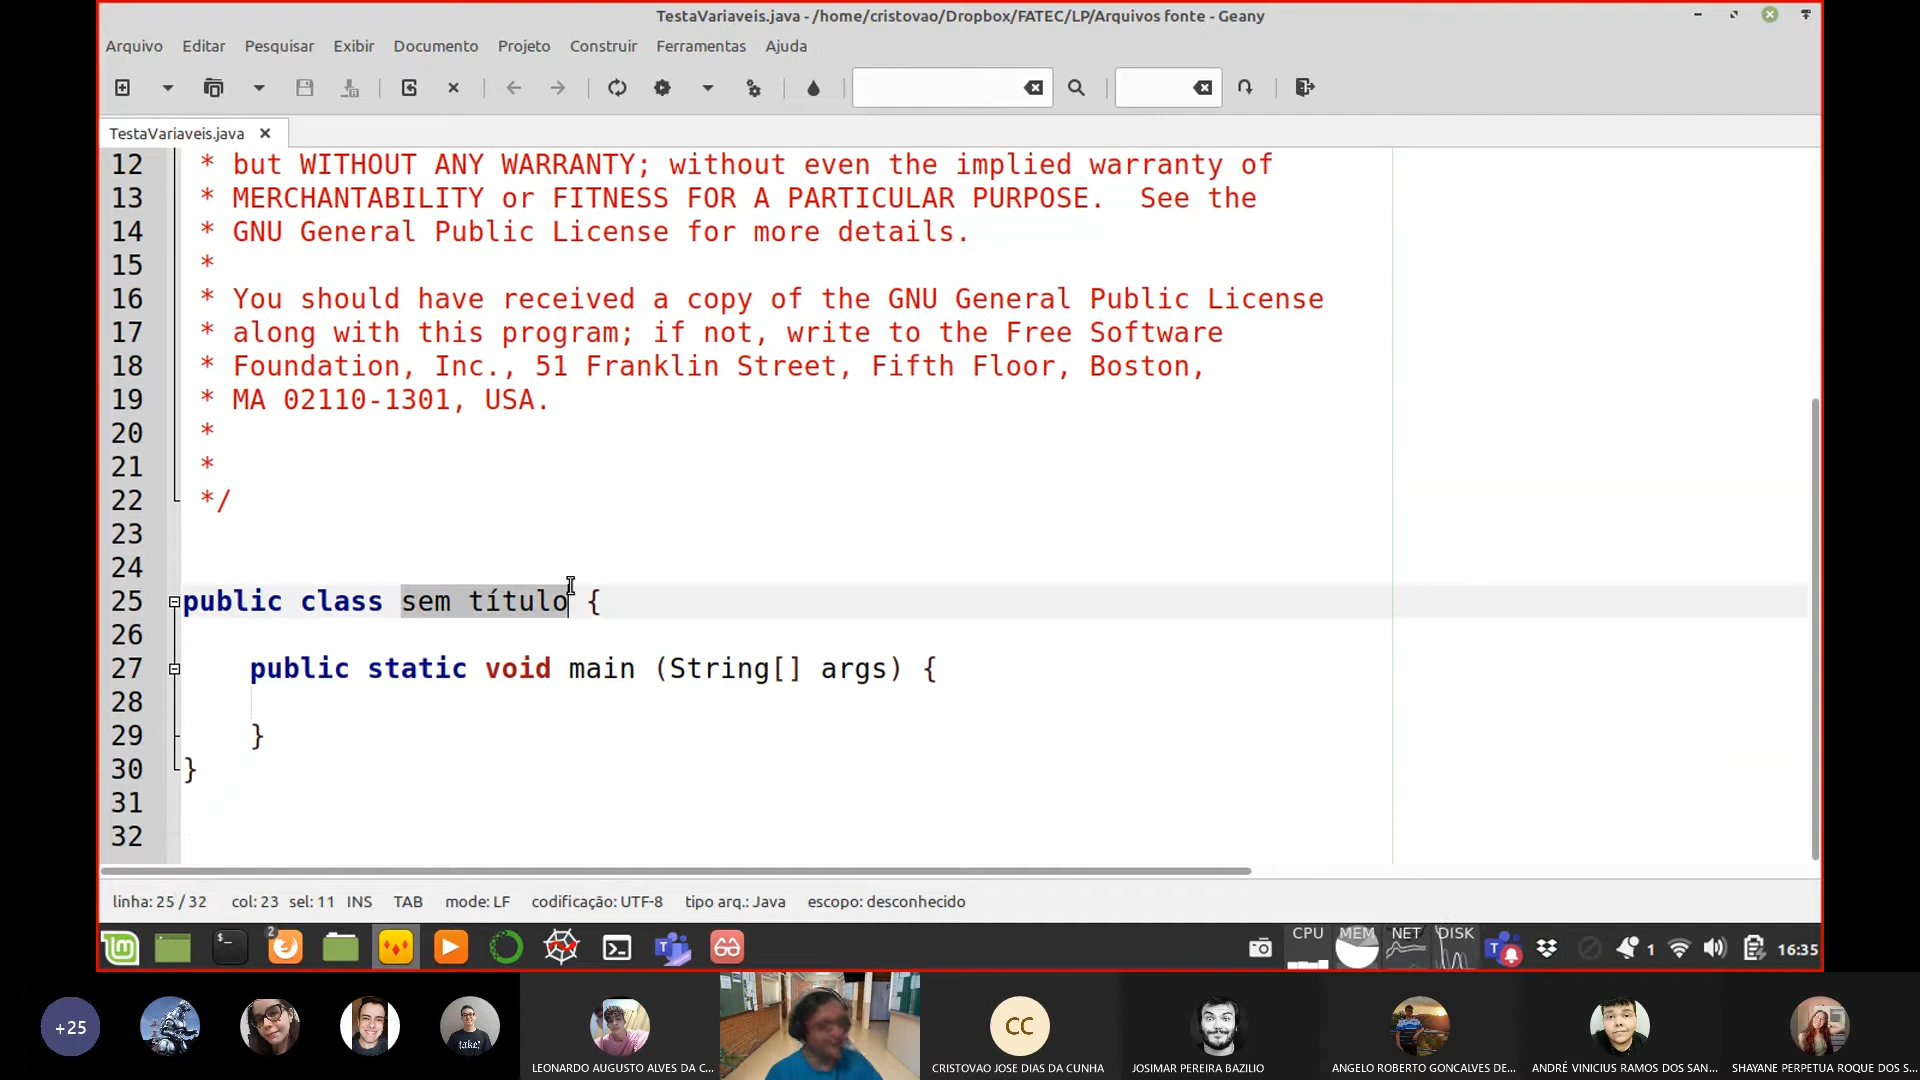 TestaVariaveis.java - /home/cristovao/Dropbox/FATEC/LP/Arquivos fonte - Geany
Arquivo Editar Pesquisar Exibir Documento Projeto Construir Ferramentas Ajuda
TestaVariaveis.java
12 * but WITHOUT ANY WARRANTY; without even the implied warranty of
13 * MERCHANTABILITY or FITNESS FOR A PARTICULAR PURPOSE.  See the
14 * GNU General Public License for more details.
15 *
16 * You should have received a copy of the GNU General Public License
17 * along with this program; if not, write to the Free Software
18 * Foundation, Inc., 51 Franklin Street, Fifth Floor, Boston,
19 * MA 02110-1301, USA.
20 *
21 *
22 */
23
24
25 public class sem título {
26
27 public static void main (String[] args) {
28
29 }
30 }
31
32
linha: 25 / 32 col: 23 sel: 11 INS TAB mode: LF codificação: UTF-8 tipo arq.: Java escopo: desconhecido
2 CPU MEM NET DISK 1 16:35
+25 take! CC
LEONARDO AUGUSTO ALVES DA C... CRISTOVAO JOSE DIAS DA CUNHA JOSIMAR PEREIRA BAZILIO ANGELO ROBERTO GONCALVES DE... ANDRÉ VINICIUS RAMOS DOS SAN... SHAYANE PERPETUA ROQUE DOS S...